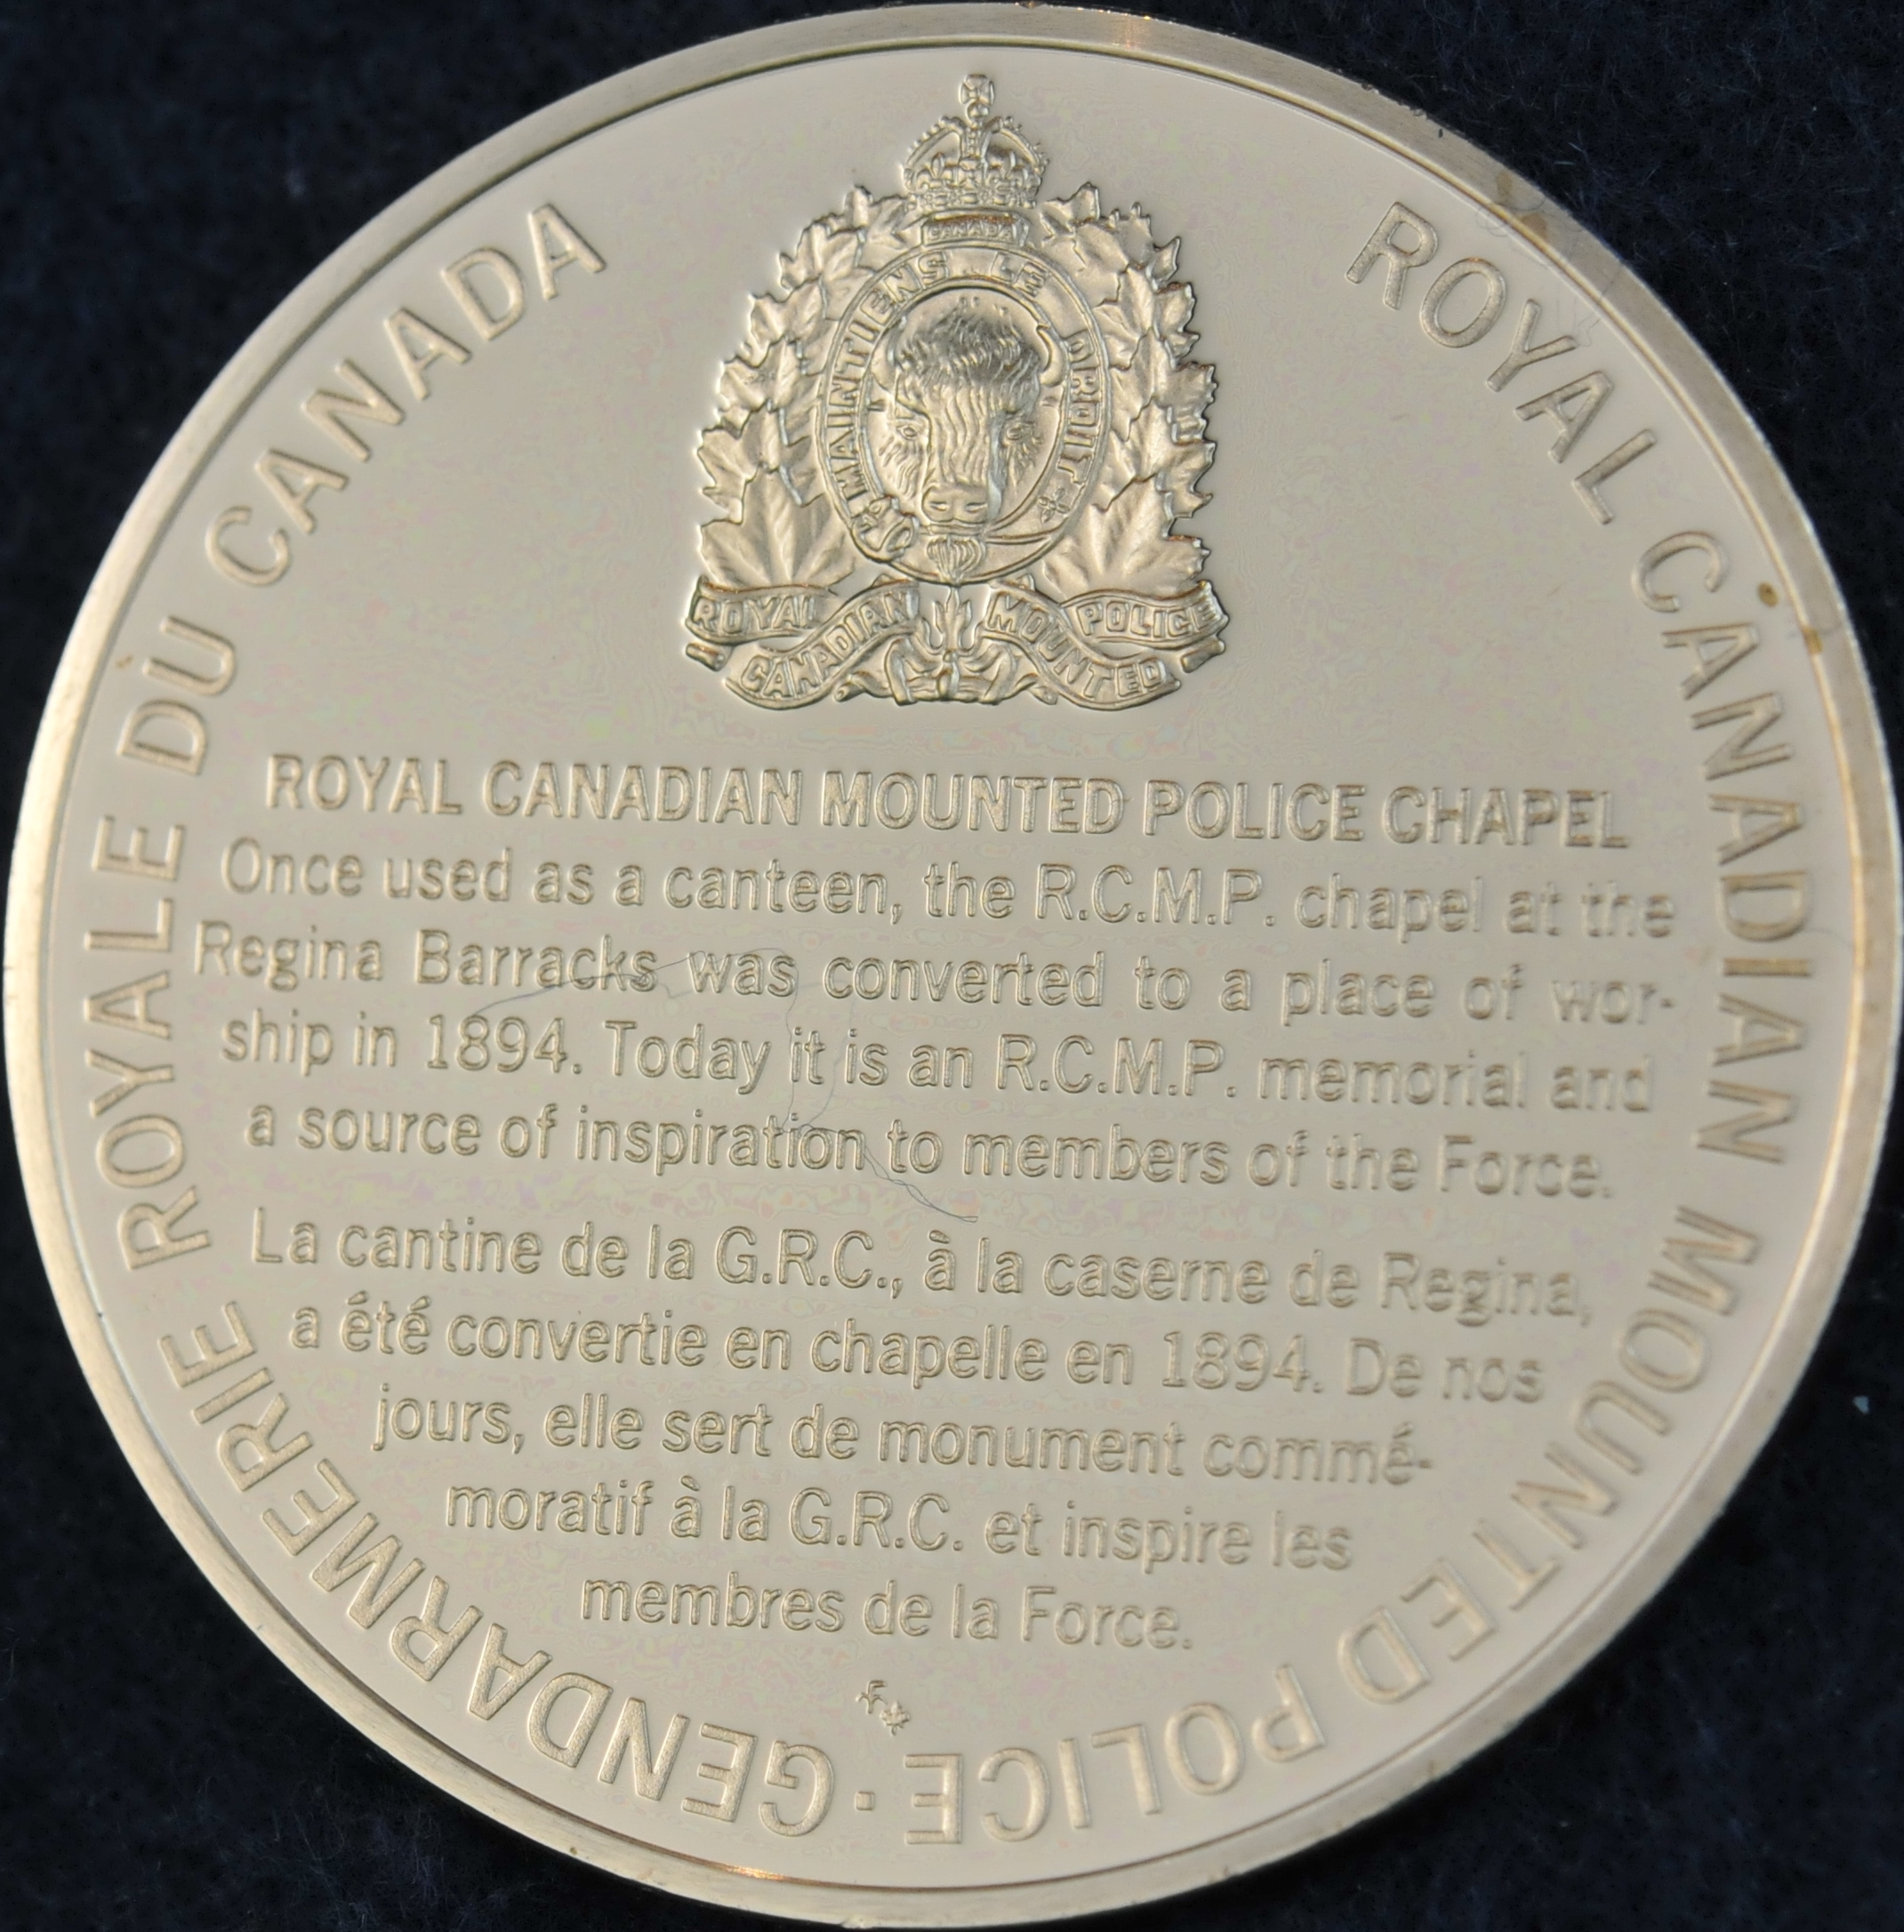 ROYAL CANADIAN MOUNTED POLICE · GENDARMERIE ROYALE DU CANADA
CANADA
MAINTIENS LE DROIT
ROYAL CANADIAN MOUNTED POLICE
ROYAL CANADIAN MOUNTED POLICE CHAPEL
Once used as a canteen, the R.C.M.P. chapel at the
Regina Barracks was converted to a place of wor-
ship in 1894. Today it is an R.C.M.P. memorial and
a source of inspiration to members of the Force.
La cantine de la G.R.C., à la caserne de Regina,
a été convertie en chapelle en 1894. De nos
jours, elle sert de monument commé-
moratif à la G.R.C. et inspire les
membres de la Force.